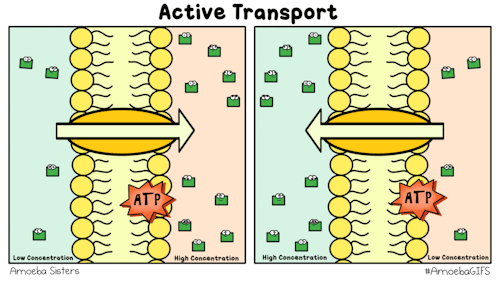 Active Transport
ATP
ATP
Low Concentration
High Concentration
High Concentration
Low Concentration
Amoeba Sisters
#AmoebaGIFS